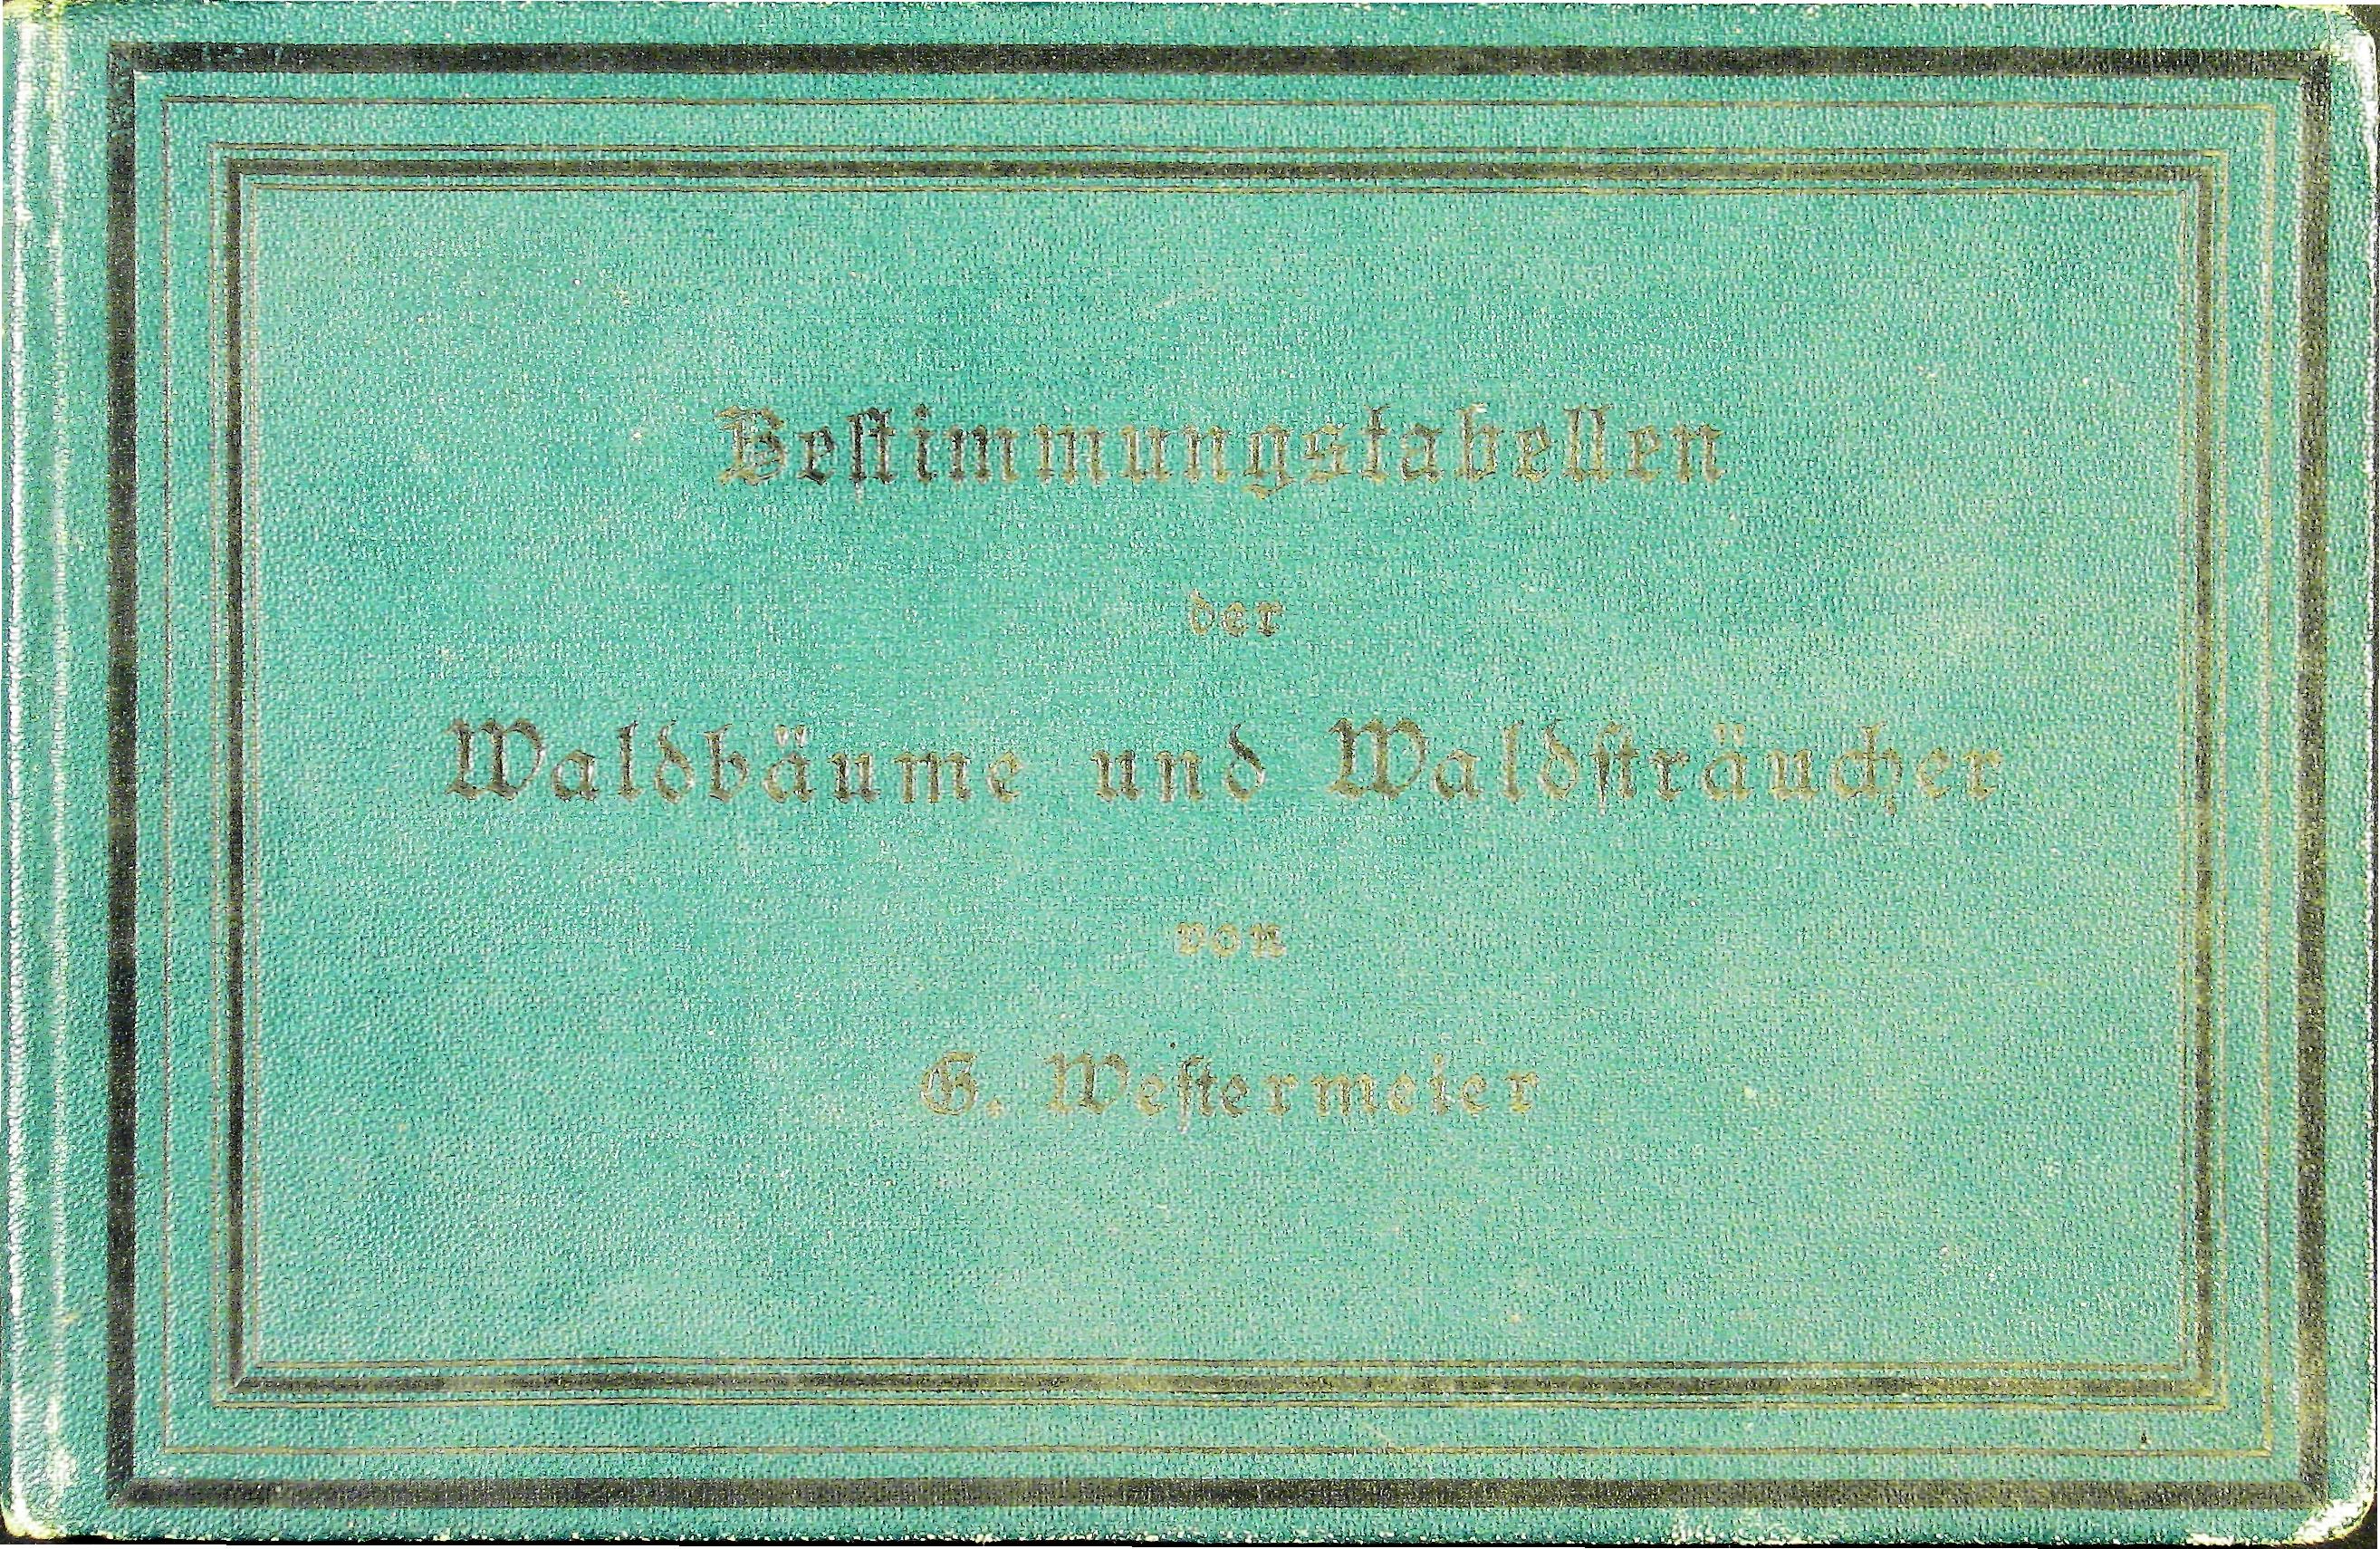 Bestimmungstabellen
der
Waldbäume und Waldsträucher
von
G. Westermeier